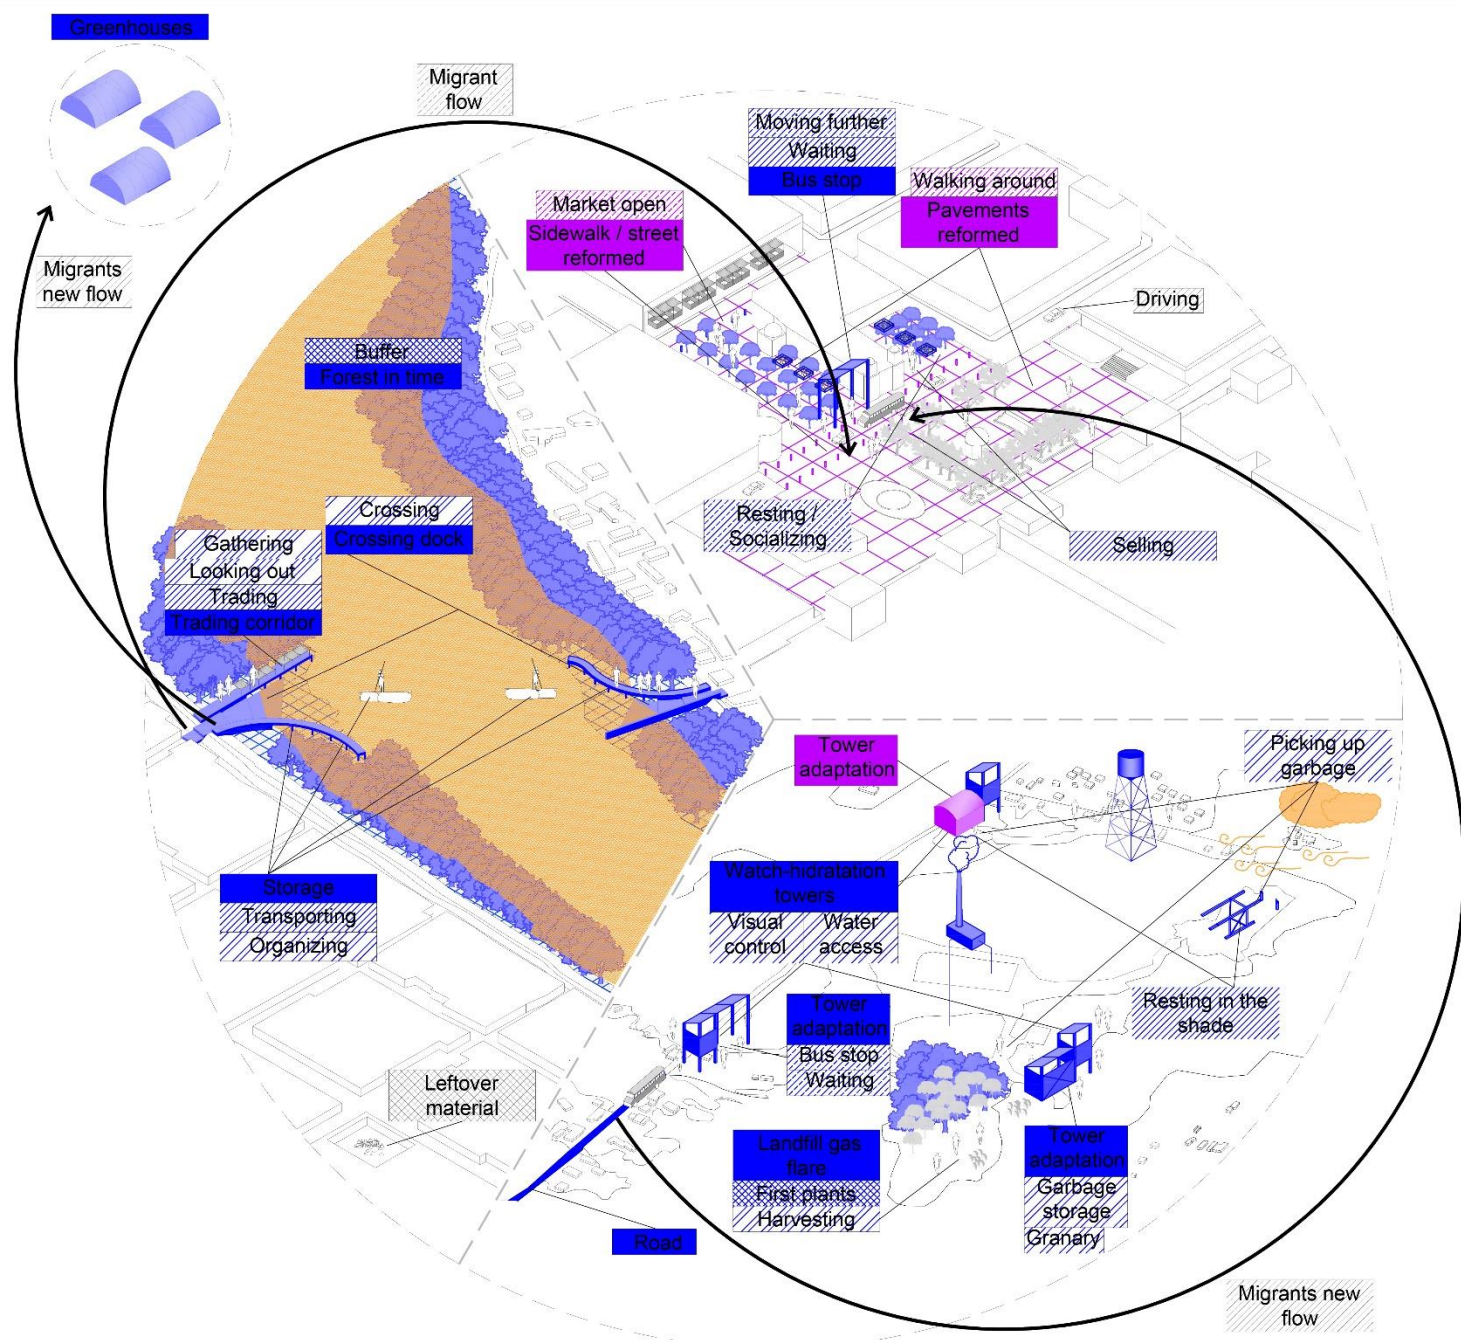 Greenhouses
Migrant
flow
Moving further
Waiting
Bus stop
Walking around
Pavements
reformed
Market open
Sidewalk / street
reformed
Migrants
new flow
Driving
Buffer
Forest in time
Crossing
Crossing dock
Gathering
Looking out
Trading
Trading corridor
Resting /
Socializing
Selling
Tower
adaptation
Picking up
garbage
Storage
Transporting
Organizing
Watch-hidratation
towers
Visual
control
Water
access
Resting in the
shade
Tower
adaptation
Bus stop
Waiting
Leftover
material
Landfill gas
flare
First plants
Harvesting
Tower
adaptation
Garbage
storage
Granary
Road
Migrants new
flow